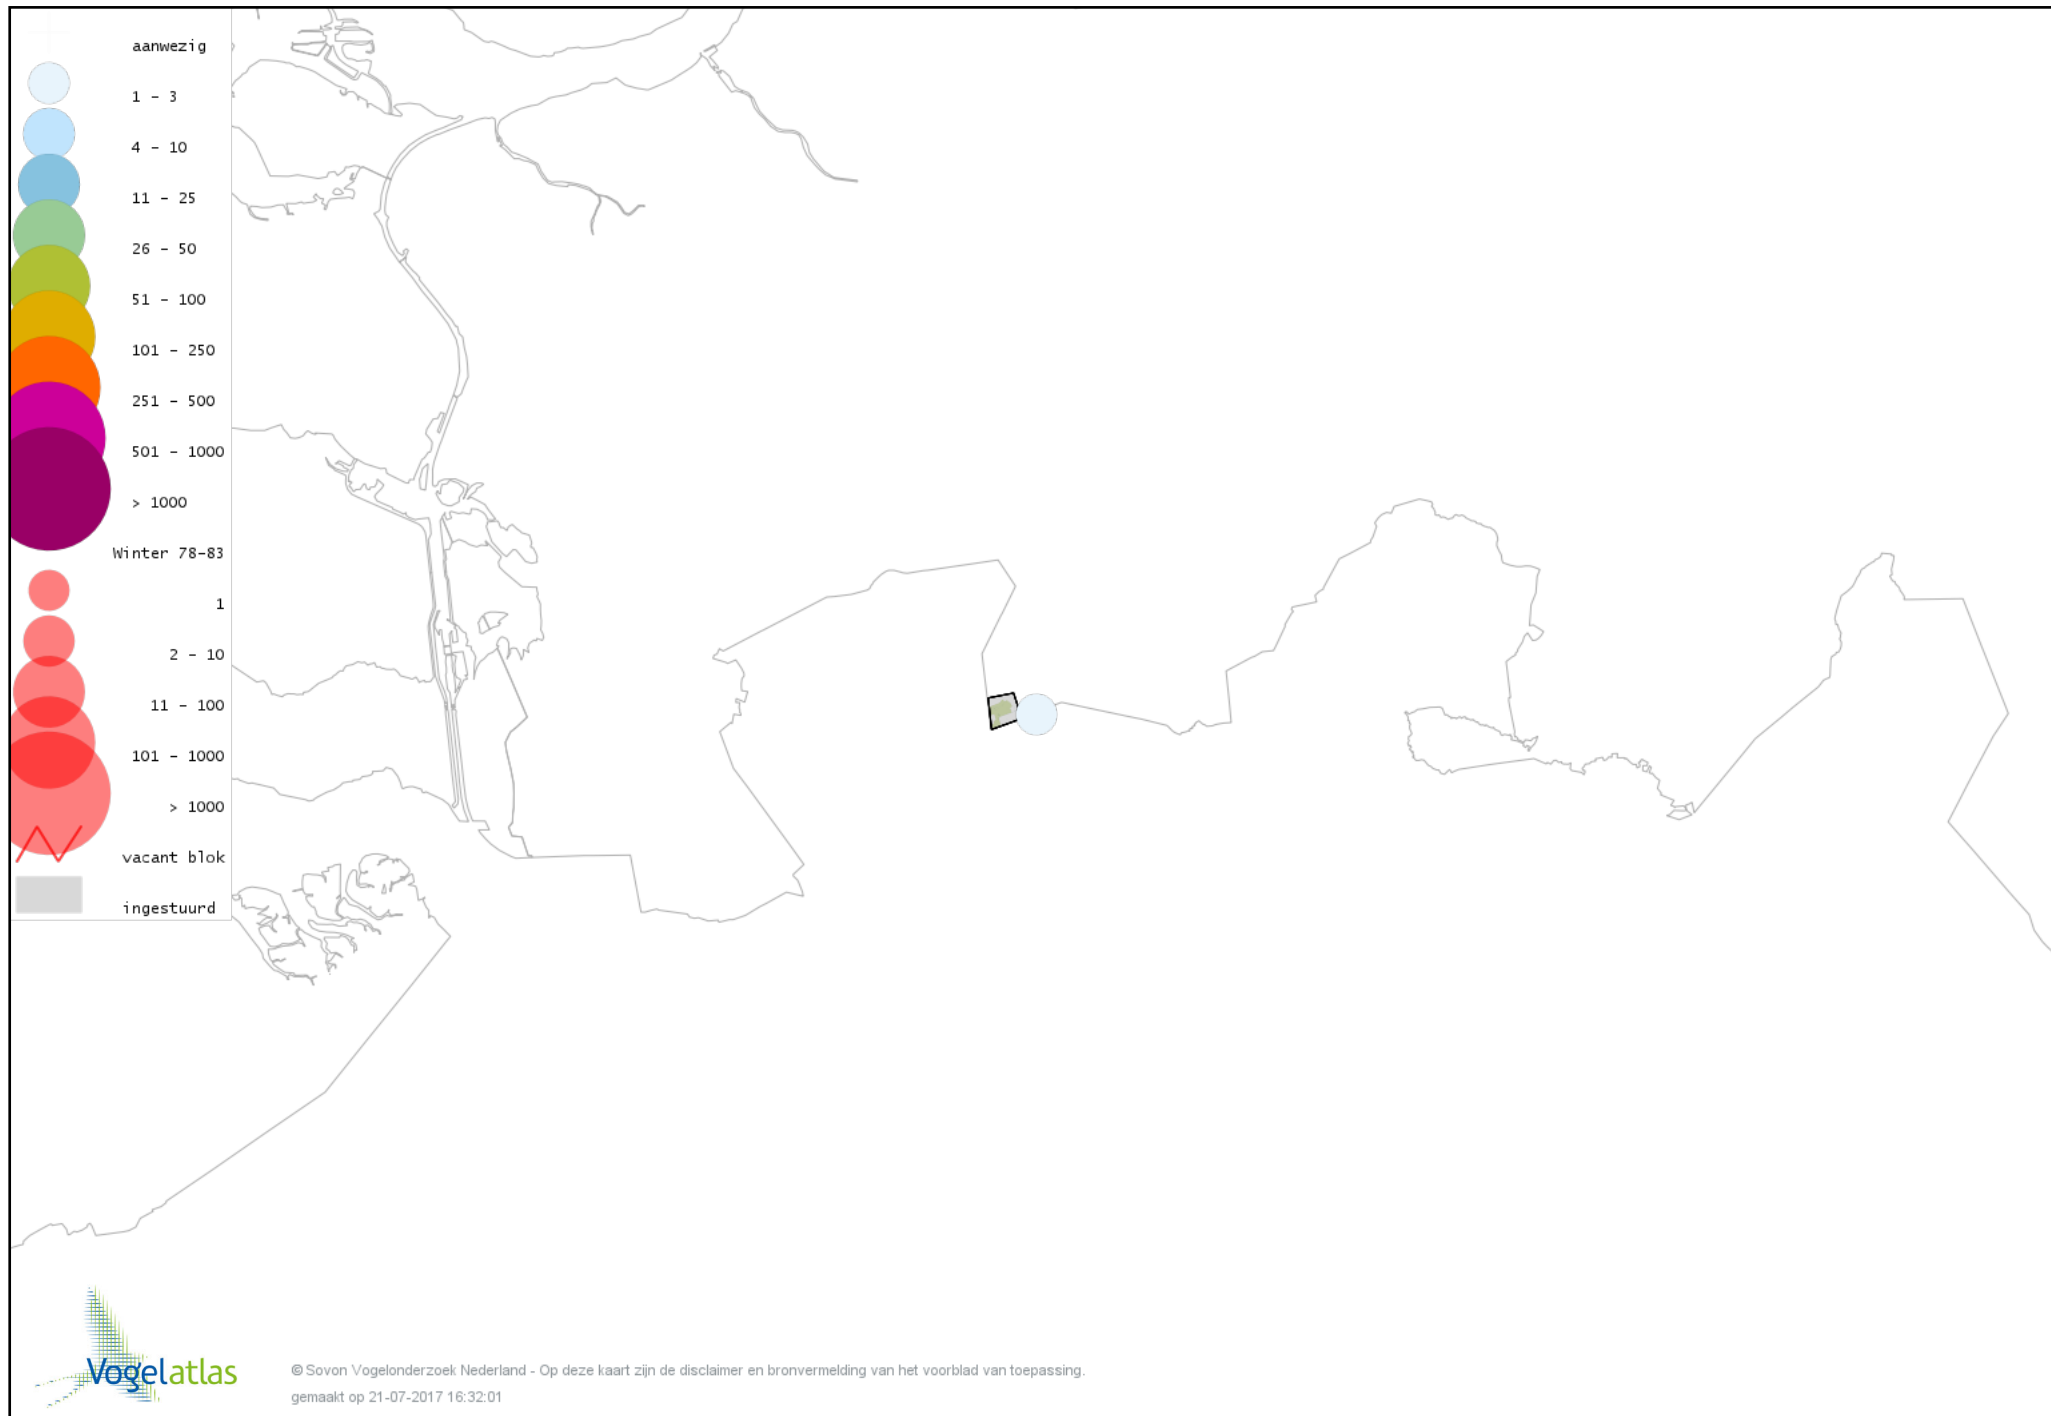 aanwezig
1 - 3
4 - 10
11 - 25
26 - 50
51 - 100
101 - 250
251 - 500
501 - 1000
> 1000
Winter 78-83
1
2 - 10
11 - 100
101 - 1000
> 1000
vacant blok
ingestuurd
Vogelatlas
© Sovon Vogelonderzoek Nederland - Op deze kaart zijn de disclaimer en bronvermelding van het voorblad van toepassing.
gemaakt op 21-07-2017 16:32:01